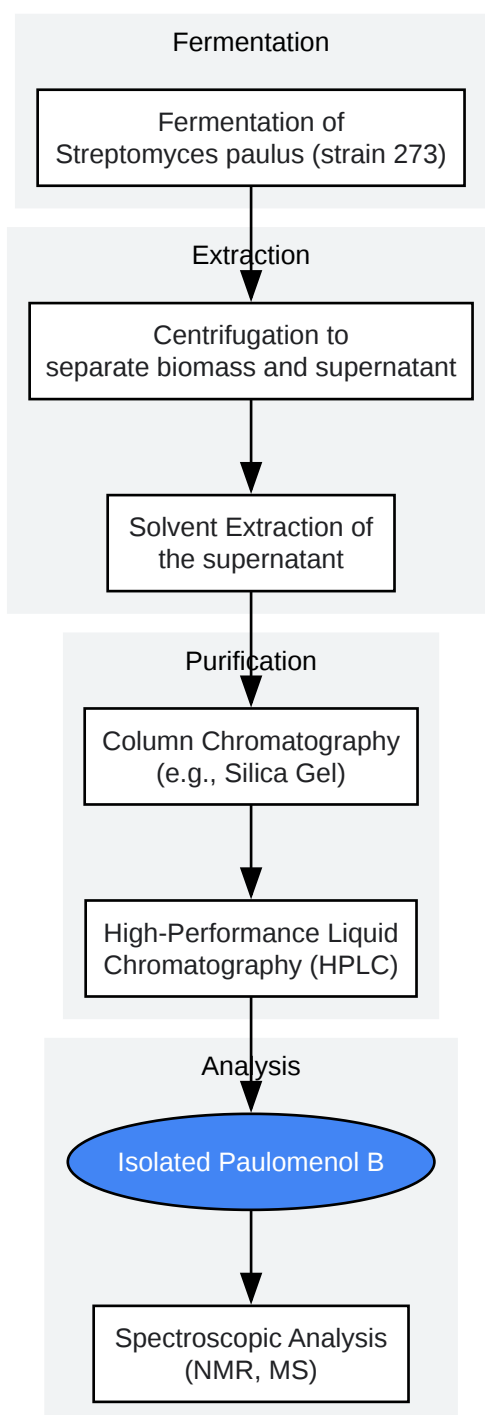 Fermentation
Fermentation of
Streptomyces paulus (strain 273)
Extraction
Centrifugation to
separate biomass and supernatant
Solvent Extraction of
the supernatant
Purification
Column Chromatography
(e.g., Silica Gel)
High-Performance Liquid
Chromatography (HPLC)
Analysis
Isolated Paulomenol B
Spectroscopic Analysis
(NMR, MS)